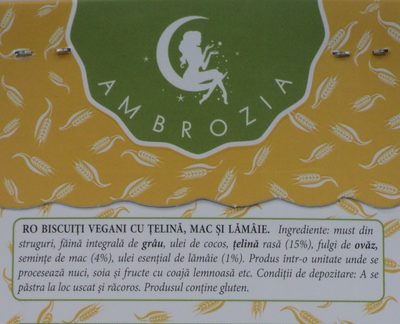 AMBROZIA
RO BISCUIȚI VEGANI CU ȚELINĂ, MAC ȘI LĂMÂIE. Ingrediente: must din
struguri, făină integrală de grâu, ulei de cocos, țelină rasă (15%), fulgi de ovăz,
semințe de mac (4%), ulei esențial de lămâie (1%). Produs într-o unitate unde se
procesează nuci, soia și fructe cu coajă lemnoasă etc. Condiții de depozitare: A se
păstra la loc uscat și răcoros. Produsul conține gluten.